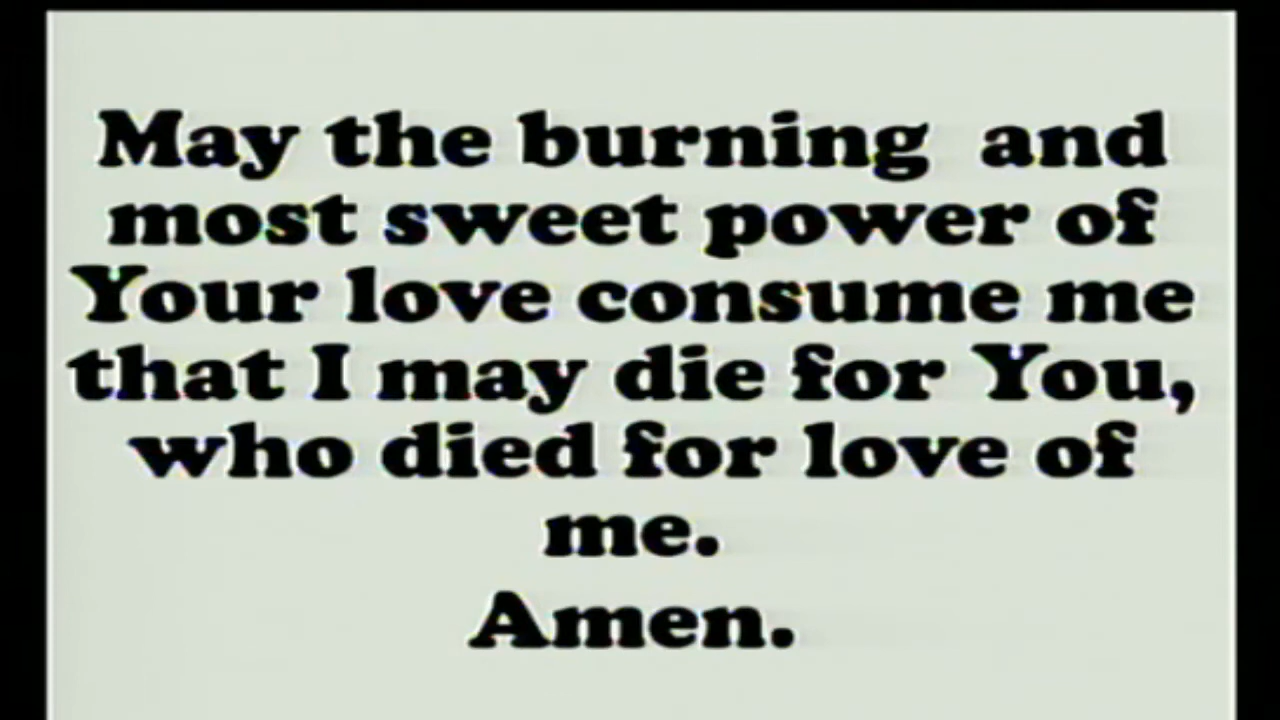 May the burning and
most sweet power of
Your love consume me
that I may die for You,
who died for love of
me.
Amen.